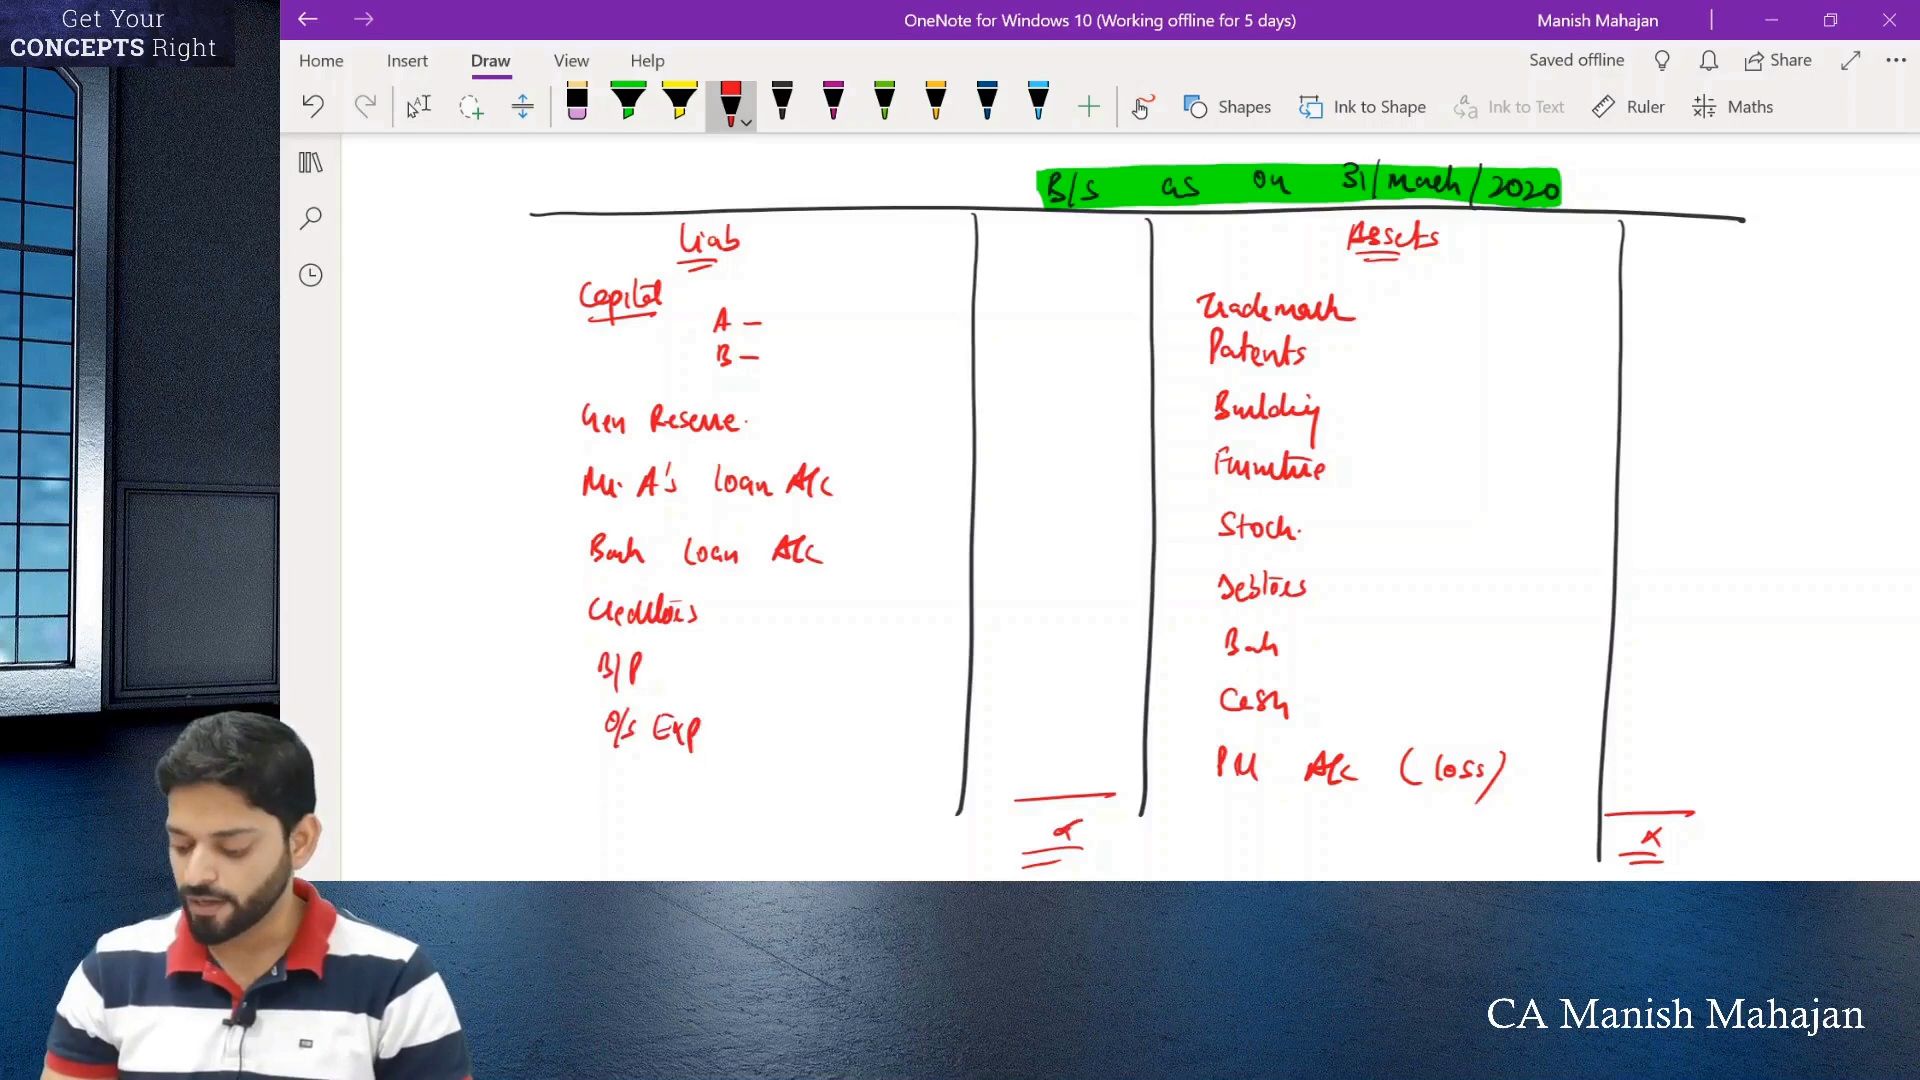 Get Your
CONCEPTS Right
OneNote for Windows 10 (Working offline for 5 days)
Manish Mahajan
Home Insert Draw View Help
Saved offline
Share
Shapes
Ink to Shape
Ink to Text
Ruler
Maths
B/S as on 31/March/2020
Liab
Capital
A –
B –
Gen Reserve.
Mr. A's loan A/c
Bank loan A/c
Creditors
B/P
O/s Exp
x
Assets
Trademark
Patents
Building
Furniture
Stock.
Debtors
Bank
Cash
P/L A/c (loss)
x
CA Manish Mahajan